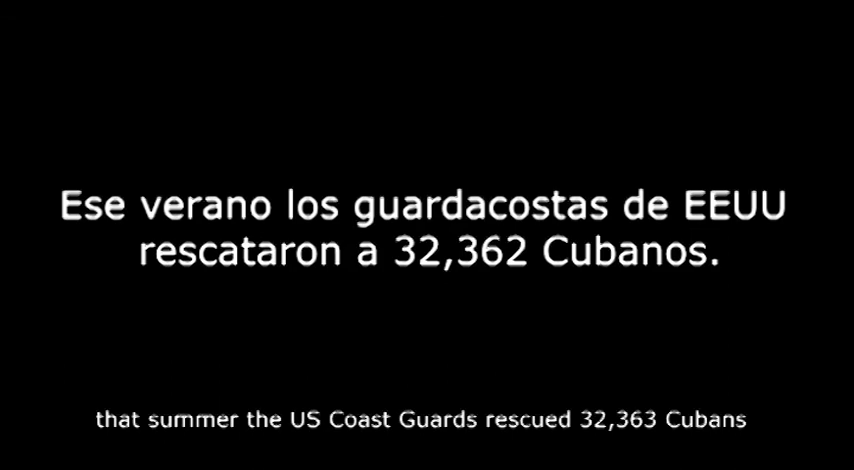 Ese verano los guardacostas de EEUU
rescataron a 32,362 Cubanos.
that summer the US Coast Guards rescued 32,363 Cubans